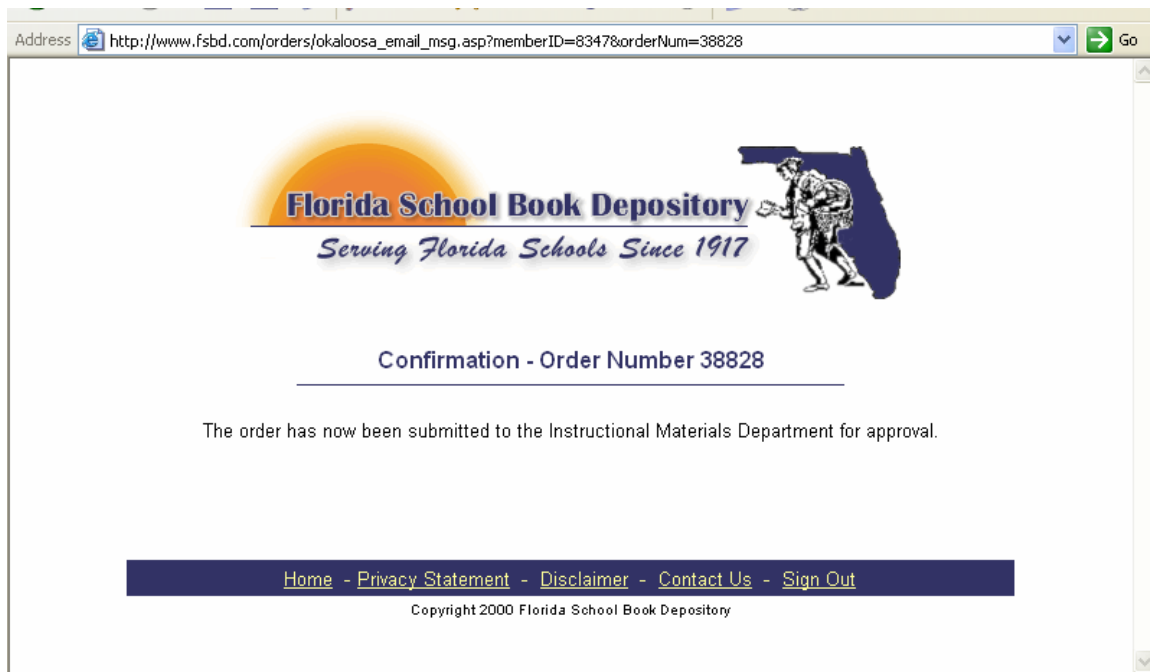 Address http://www.fsbd.com/orders/okaloosa_email_msg.asp?memberID=8347&orderNum=38828 Go
Florida School Book Depository
Serving Florida Schools Since 1917
Confirmation - Order Number 38828
The order has now been submitted to the Instructional Materials Department for approval.
Home - Privacy Statement - Disclaimer - Contact Us - Sign Out
Copyright 2000 Florida School Book Depository